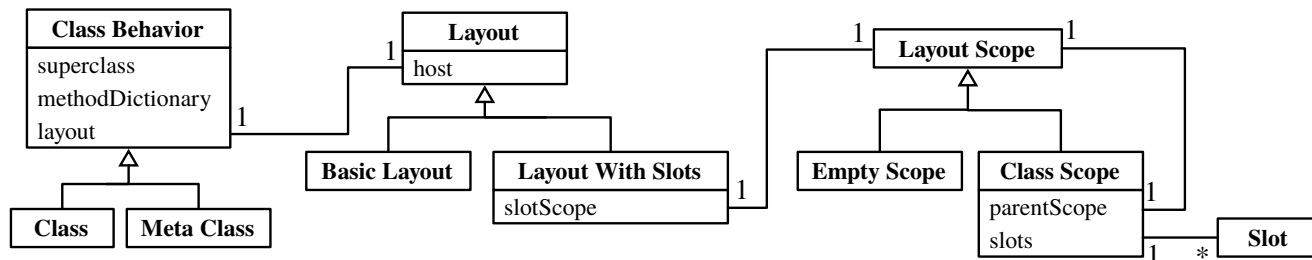 Class Behavior
superclass
methodDictionary
layout
1
Class
Meta Class
1
Layout
host
Basic Layout
Layout With Slots
slotScope
1
1
Layout Scope
1
Empty Scope
Class Scope
parentScope
slots
1
1
*
Slot